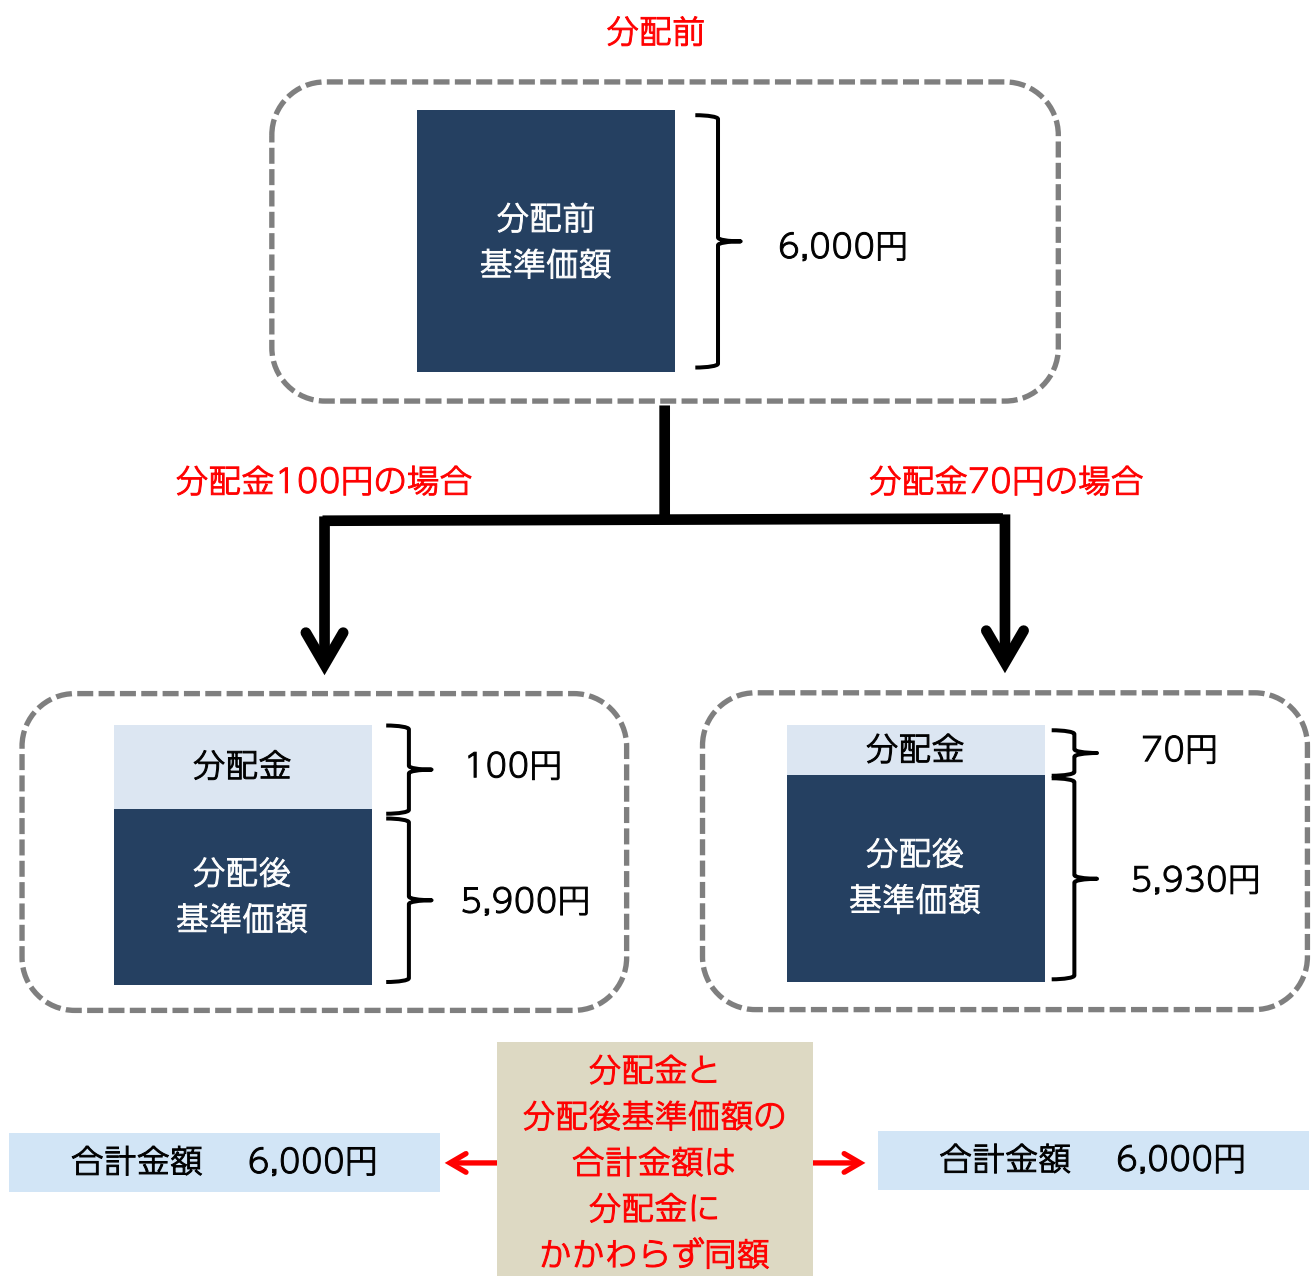 分配前
分配前
基準価額
6,000円
分配金100円の場合
分配金70円の場合
分配金
100円
分配後
基準価額
5,900円
分配金
70円
分配後
基準価額
5,930円
分配金と
分配後基準価額の
合計金額は
分配金に
かかわらず同額
合計金額 6,000円
合計金額 6,000円